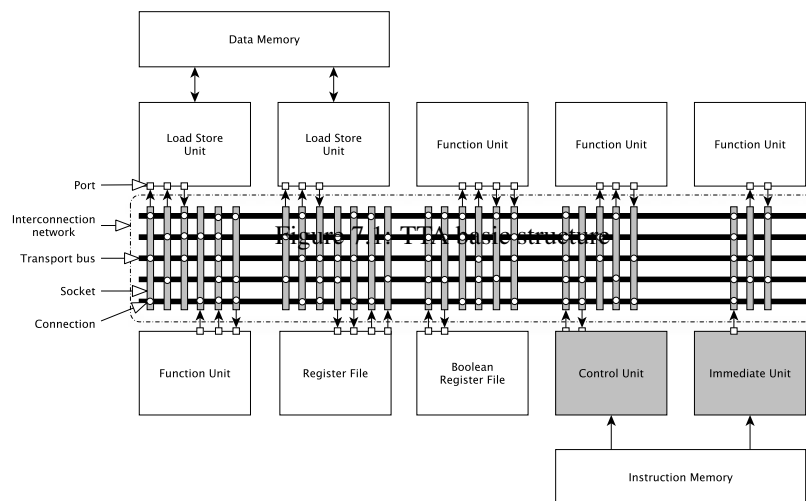 Data Memory
Load Store
Unit
Load Store
Unit
Function Unit
Function Unit
Function Unit
Port
Interconnection
network
Figure 7.1: TTA basic structure
Transport bus
Socket
Connection
Function Unit
Register File
Boolean
Register File
Control Unit
Immediate Unit
Instruction Memory